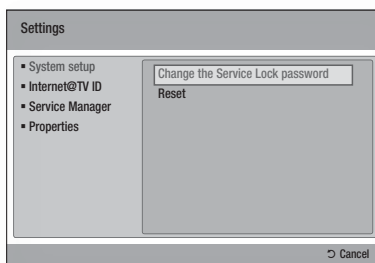 Settings
▪ System setup
▪ Internet@TV ID
▪ Service Manager
▪ Properties
Change the Service Lock password
Reset
⮌ Cancel